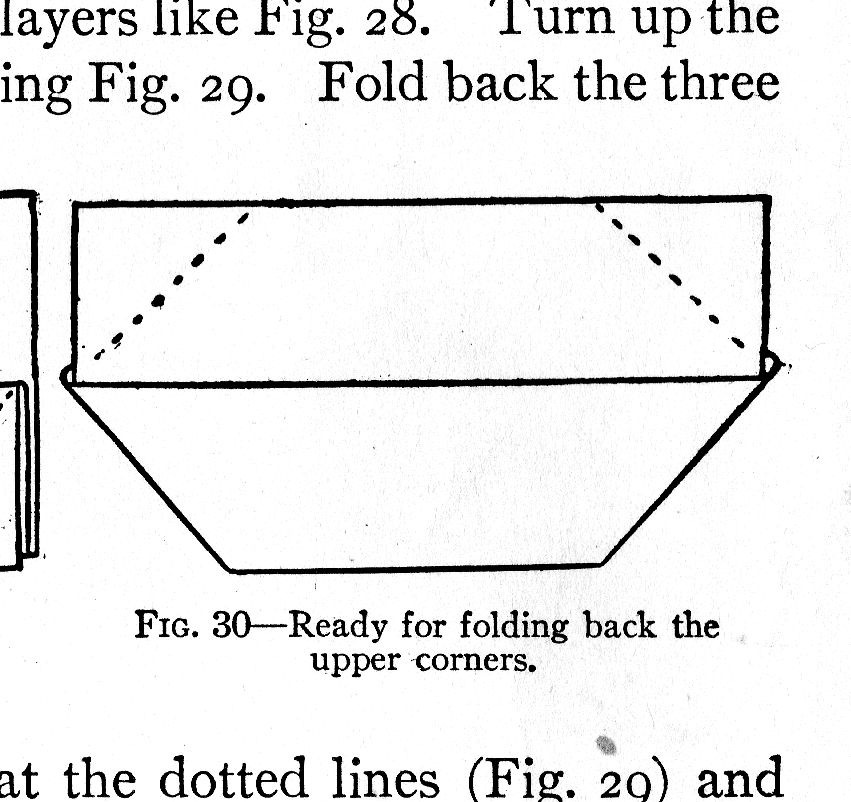 layers like Fig. 28. Turn up the
ing Fig. 29. Fold back the three
Fig. 30—Ready for folding back the
upper corners.
at the dotted lines (Fig. 29) and